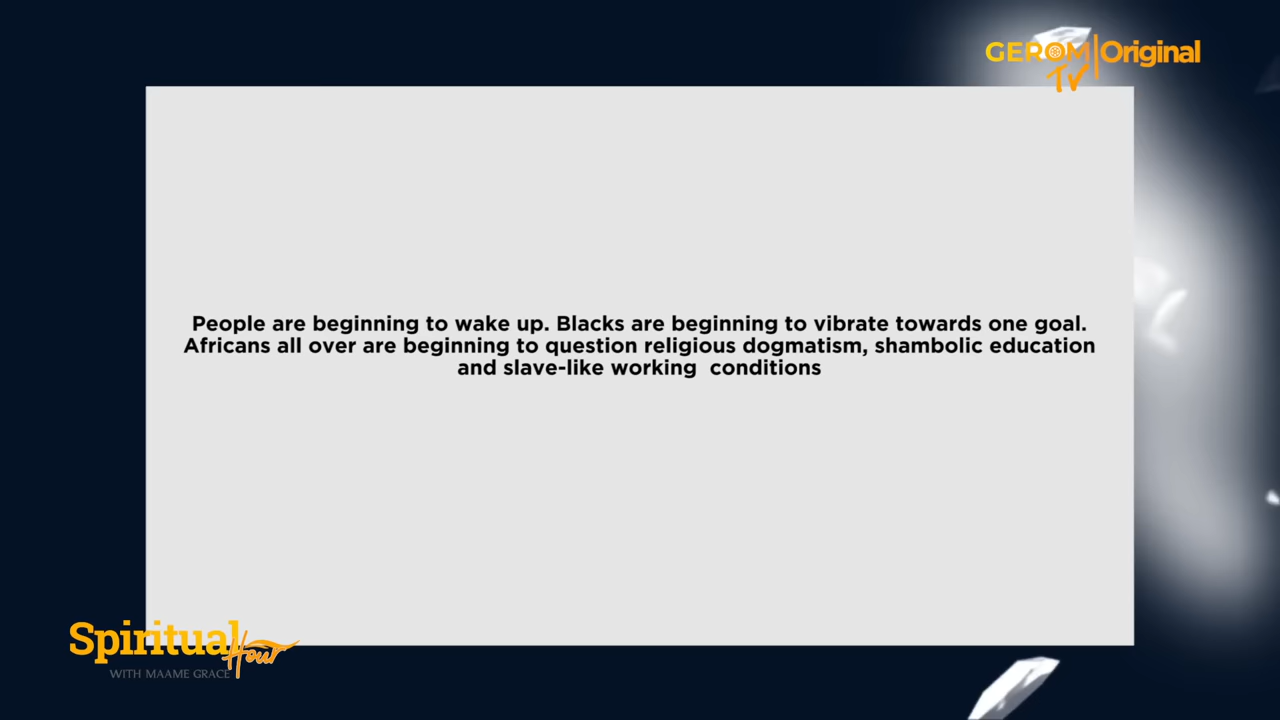 GEROM TV | Original
People are beginning to wake up. Blacks are beginning to vibrate towards one goal.
Africans all over are beginning to question religious dogmatism, shambolic education
and slave-like working  conditions
Spiritual Hour
WITH MAAME GRACE